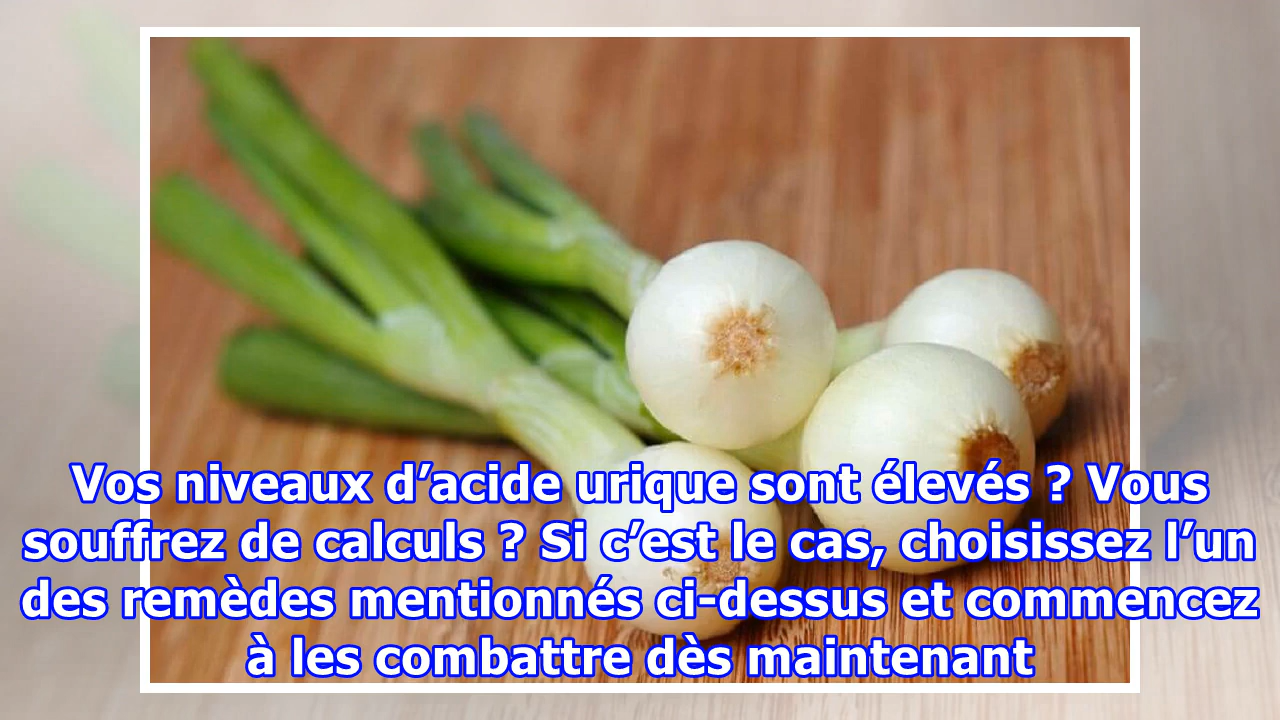 Vos niveaux d’acide urique sont élevés ? Vous
souffrez de calculs ? Si c’est le cas, choisissez l’un
des remèdes mentionnés ci-dessus et commencez
à les combattre dès maintenant